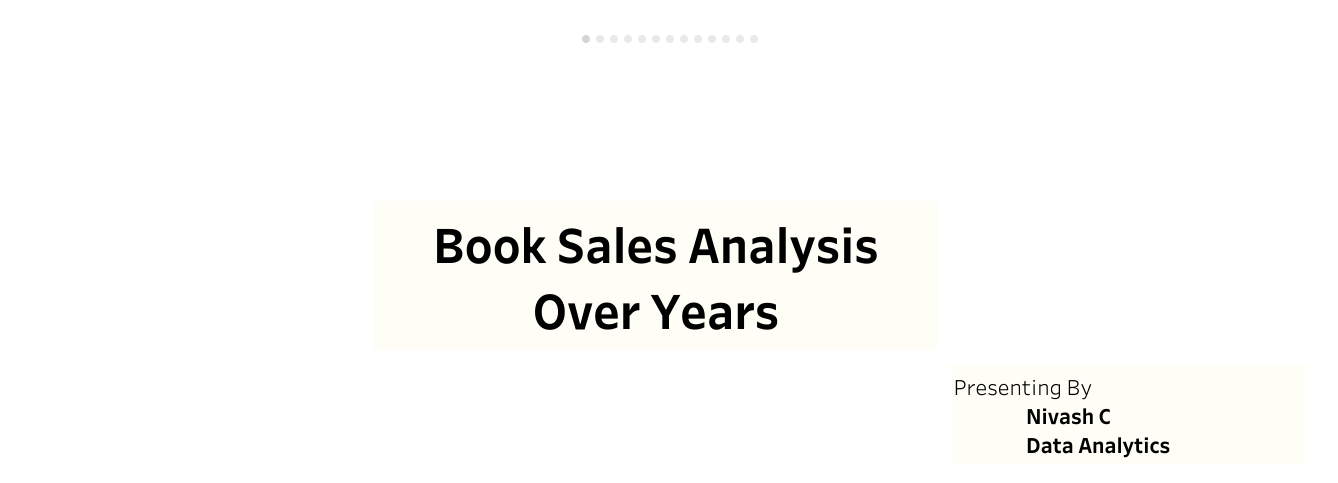 Book Sales Analysis
Over Years
Presenting By
Nivash C
Data Analytics